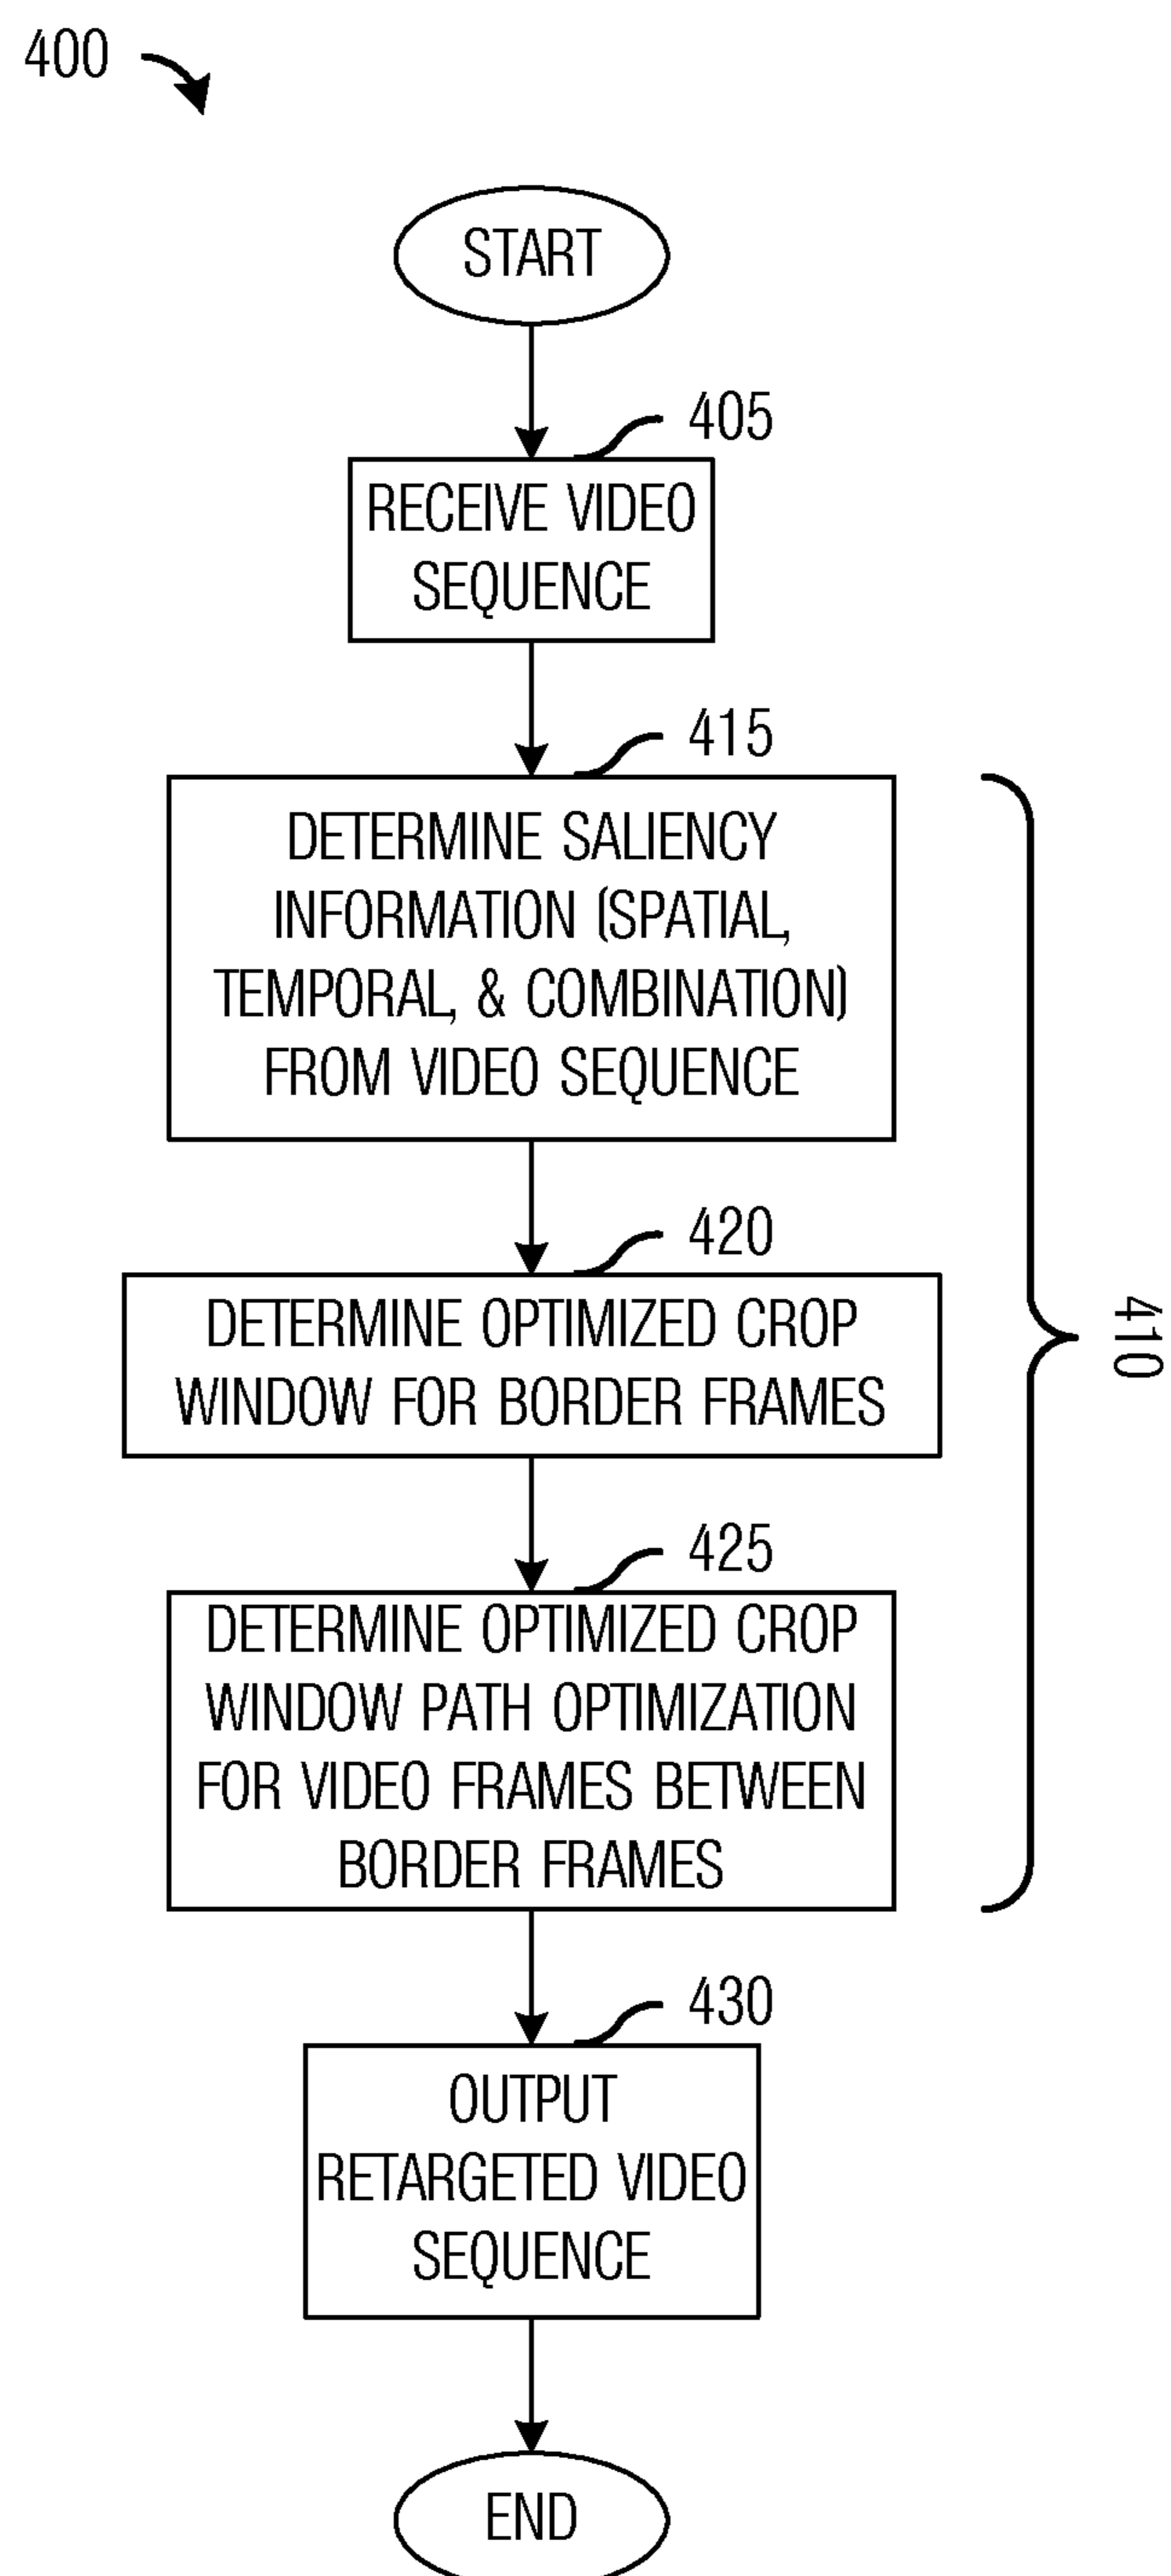 400
START
405
RECEIVE VIDEO
SEQUENCE
415
DETERMINE SALIENCY
INFORMATION (SPATIAL,
TEMPORAL, & COMBINATION)
FROM VIDEO SEQUENCE
420
DETERMINE OPTIMIZED CROP
WINDOW FOR BORDER FRAMES
410
425
DETERMINE OPTIMIZED CROP
WINDOW PATH OPTIMIZATION
FOR VIDEO FRAMES BETWEEN
BORDER FRAMES
430
OUTPUT
RETARGETED VIDEO
SEQUENCE
END